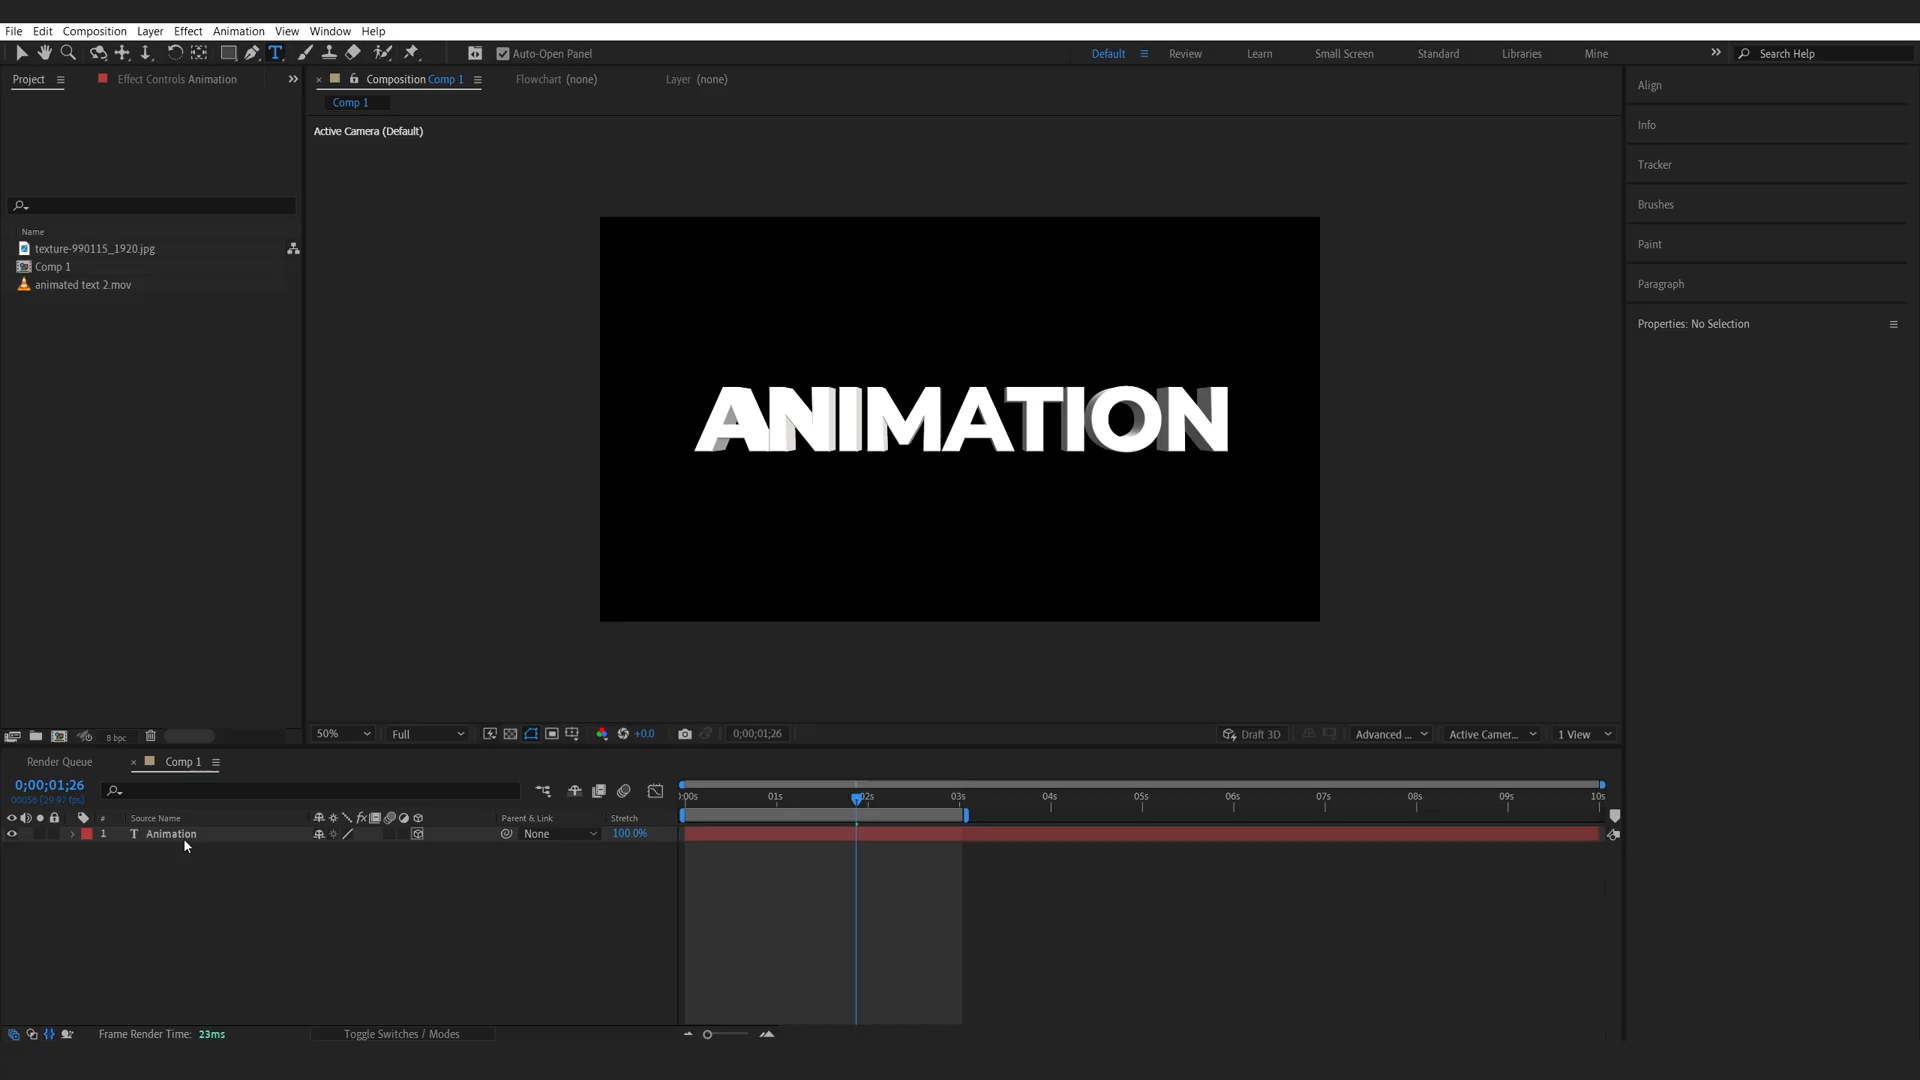 File Edit Composition Layer Effect Animation View Window Help
Auto-Open Panel Default Review Learn Small Screen Standard Libraries Mine Search Help
Project Effect Controls Animation Composition Comp 1 Flowchart (none) Layer (none)
Comp 1
Active Camera (Default)
Align
Info
Tracker
Brushes
Paint
Paragraph
Properties: No Selection
Name
texture-990115_1920.jpg
Comp 1
animated text 2.mov
ANIMATION
8 bpc 50% Full +0.0 0;00;01;26 Draft 3D Advanced ... Active Camer... 1 View
Render Queue Comp 1
0;00;01;26
00056 (29.97 fps)
:00s 01s 02s 03s 04s 05s 06s 07s 08s 09s 10s
# Source Name fx Parent & Link Stretch
1 T Animation None 100.0%
Frame Render Time: 23ms Toggle Switches / Modes